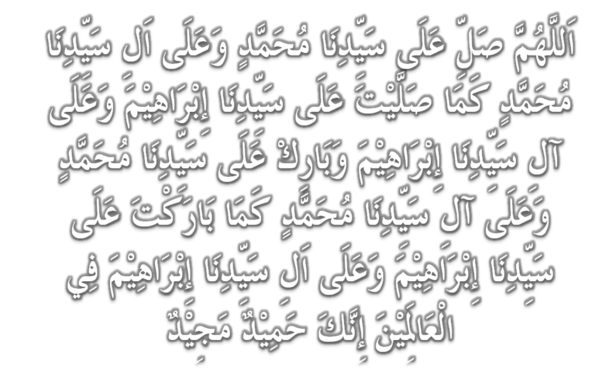 اَللَّهُمَّ صَلِّ عَلَى سَيِّدِنَا مُحَمَّدٍ وَعَلَى اَلِ سَيِّدِنَا
مُحَمَّدٍ كَمَا صَلَّيْتَ عَلَى سَيِّدِنَا إِبْرَاهِيْمَ وَعَلَى
آلِ سَيِّدِنَا إِبْرَاهِيْمَ وَبَارِكْ عَلَى سَيِّدِنَا مُحَمَّدٍ
وَعَلَى آلِ سَيِّدِنَا مُحَمَّدٍ كَمَا بَارَكْتَ عَلَى
سَيِّدِنَا إِبْرَاهِيْمَ وَعَلَى اَلِ سَيِّدِنَا إِبْرَاهِيْمَ فِي
الْعَالَمِيْنَ إِنَّكَ حَمِيْدٌ مَجِيْدٌ